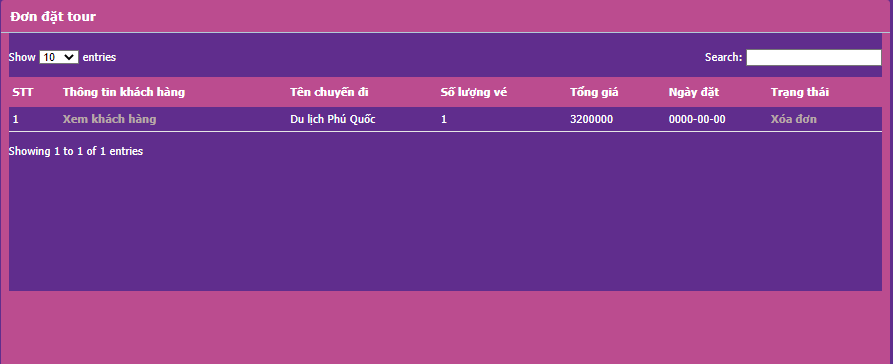 Đơn đặt tour
Show 10 entries Search:
STT Thông tin khách hàng Tên chuyến đi Số lượng vé Tổng giá Ngày đặt Trạng thái
1 Xem khách hàng Du lịch Phú Quốc 1 3200000 0000-00-00 Xóa đơn
Showing 1 to 1 of 1 entries